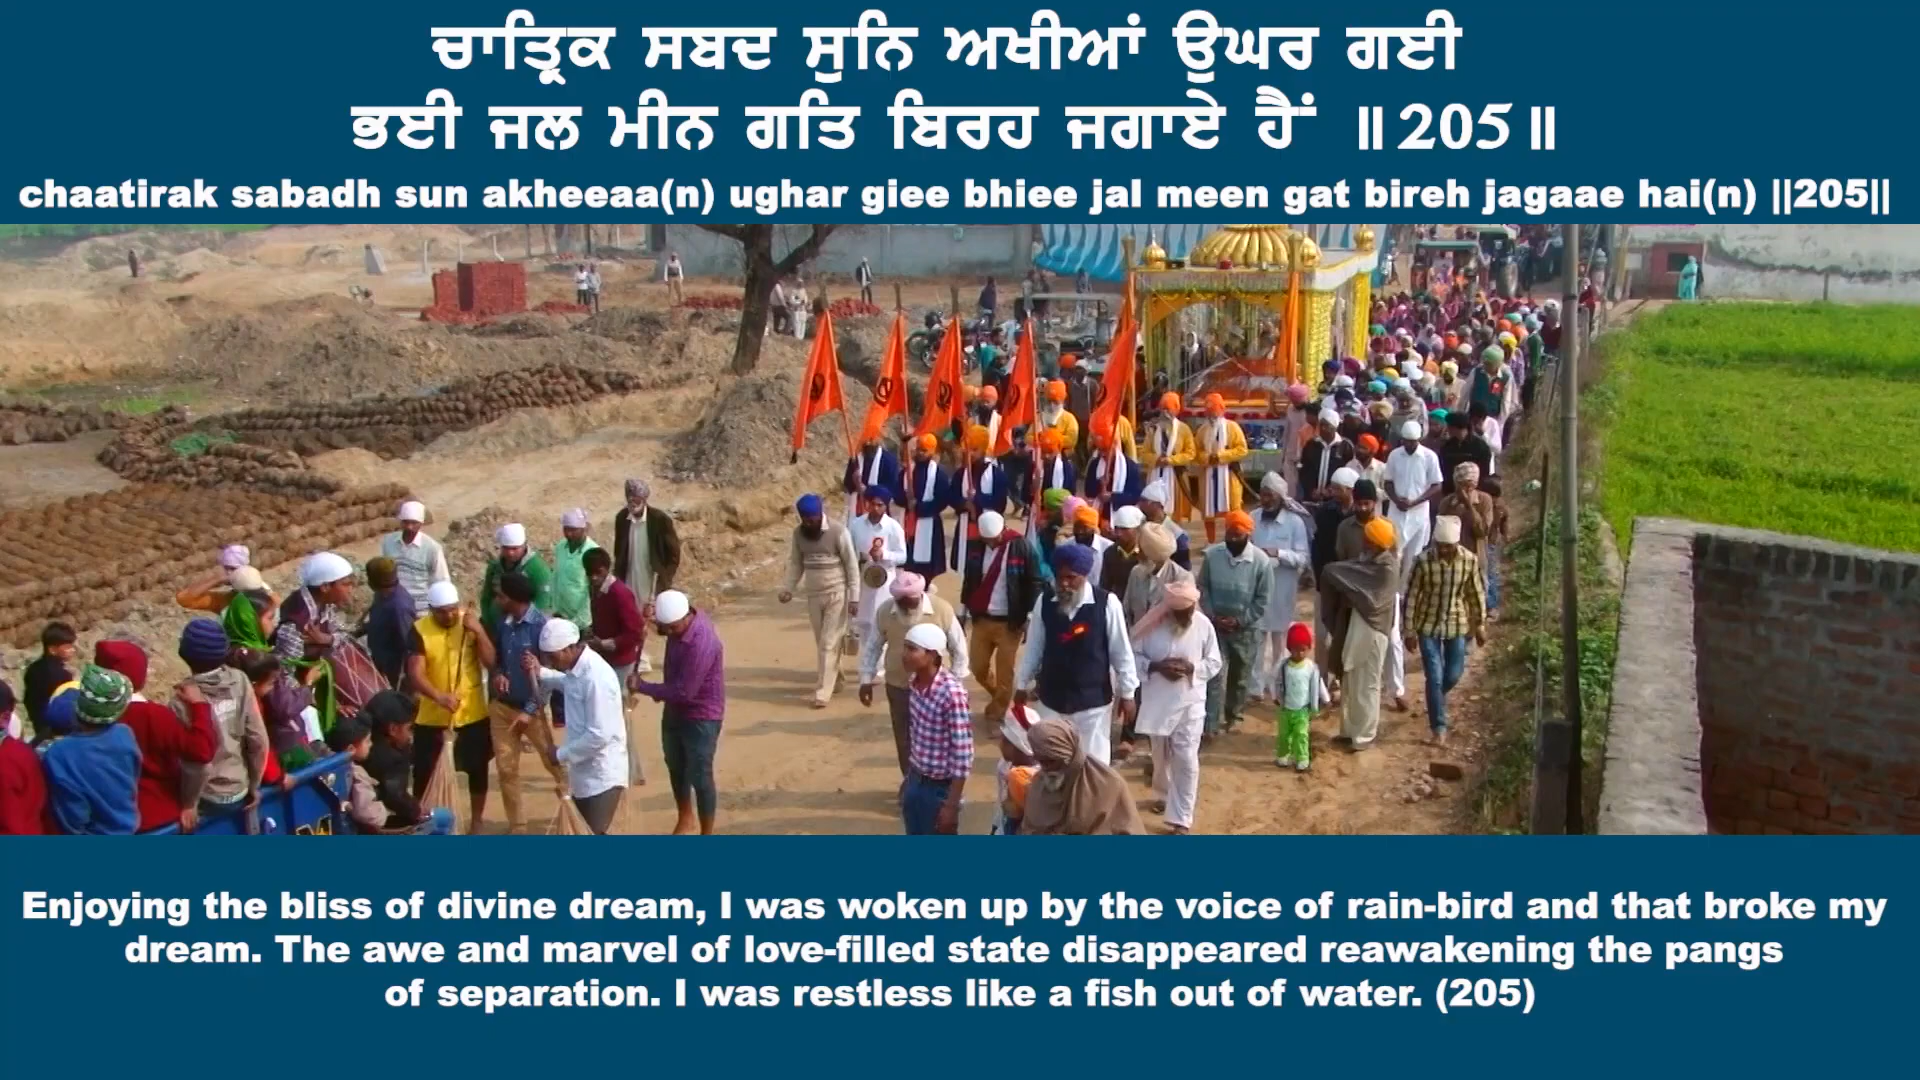 ਚਾਤ੍ਰਿਕ ਸਬਦ ਸੁਨਿ ਅਖੀਆਂ ਉਘਰ ਗਈ
ਭਈ ਜਲ ਮੀਨ ਗਤਿ ਬਿਰਹ ਜਗਾਏ ਹੈਂ ॥205॥
chaatirak sabadh sun akheeaa(n) ughar giee bhiee jal meen gat bireh jagaae hai(n) ||205||
Enjoying the bliss of divine dream, I was woken up by the voice of rain-bird and that broke my
dream. The awe and marvel of love-filled state disappeared reawakening the pangs
of separation. I was restless like a fish out of water. (205)